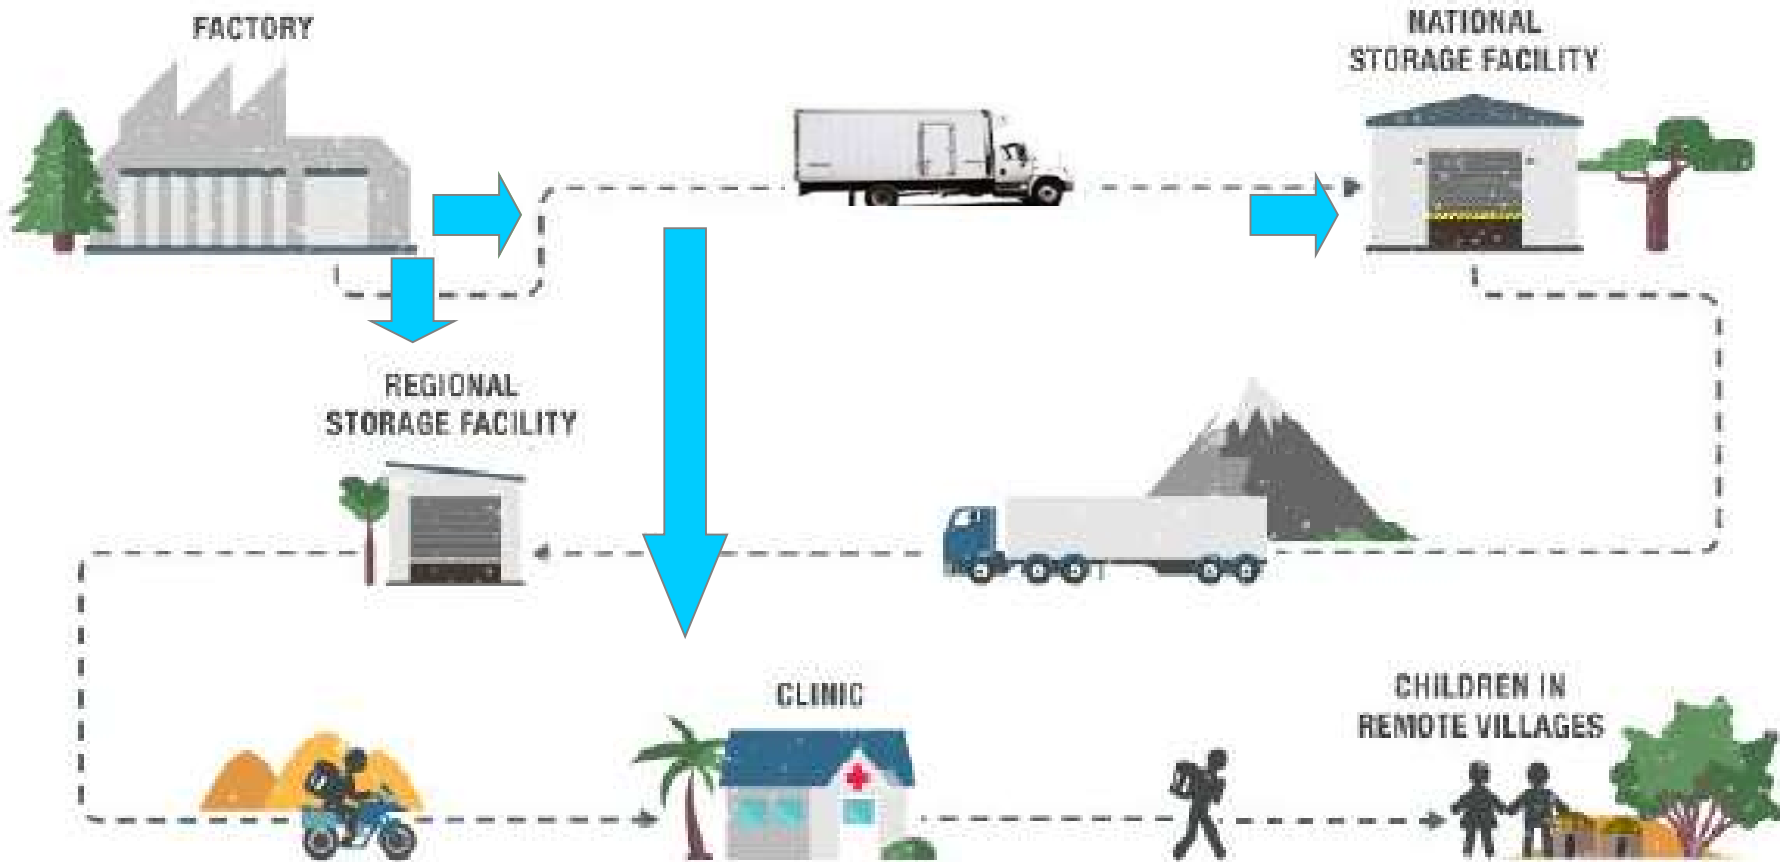 FACTORY
NATIONAL
STORAGE FACILITY
REGIONAL
STORAGE FACILITY
CLINIC
CHILDREN IN
REMOTE VILLAGES